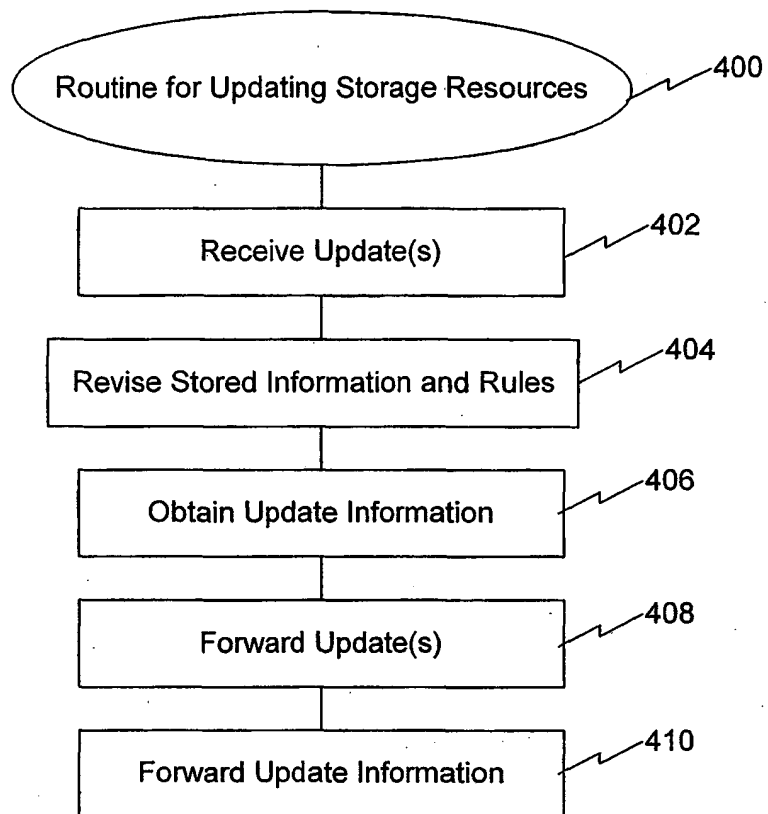 Routine for Updating Storage Resources
400
Receive Update(s)
402
Revise Stored Information and Rules
404
Obtain Update Information
406
Forward Update(s)
408
Forward Update Information
410